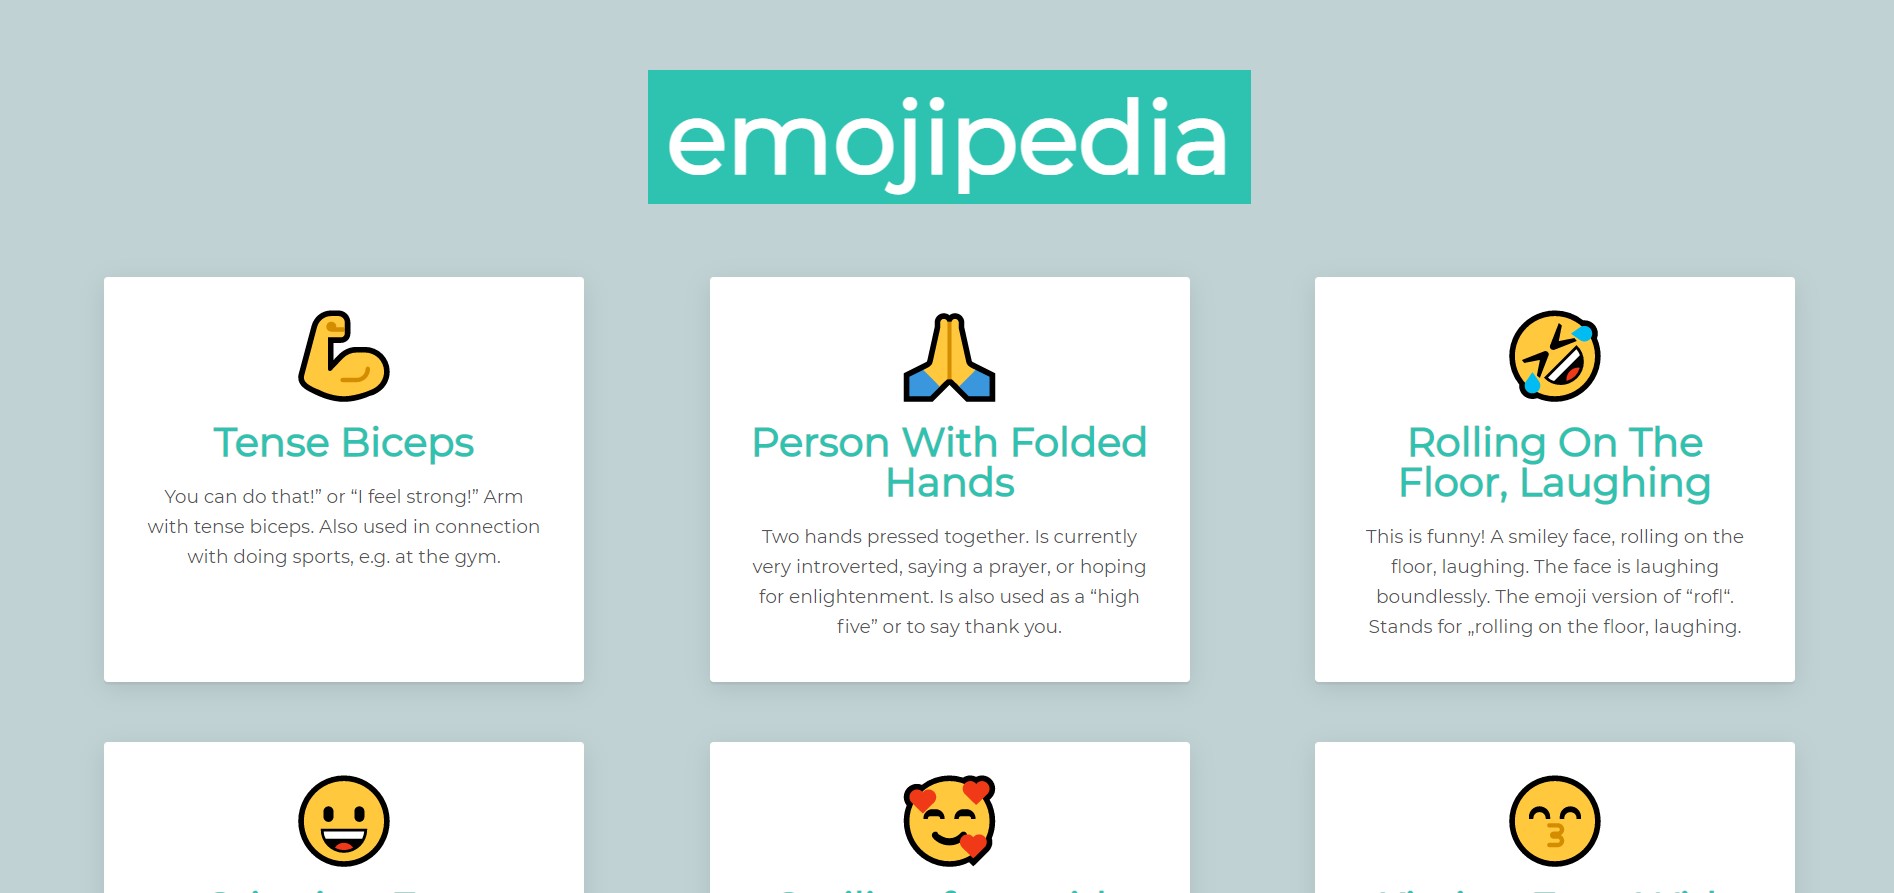 emojipedia
Tense Biceps
You can do that!” or “I feel strong!” Arm
with tense biceps. Also used in connection
with doing sports, e.g. at the gym.
Person With Folded
Hands
Two hands pressed together. Is currently
very introverted, saying a prayer, or hoping
for enlightenment. Is also used as a “high
five” or to say thank you.
Rolling On The
Floor, Laughing
This is funny! A smiley face, rolling on the
floor, laughing. The face is laughing
boundlessly. The emoji version of “rofl“.
Stands for „rolling on the floor, laughing.